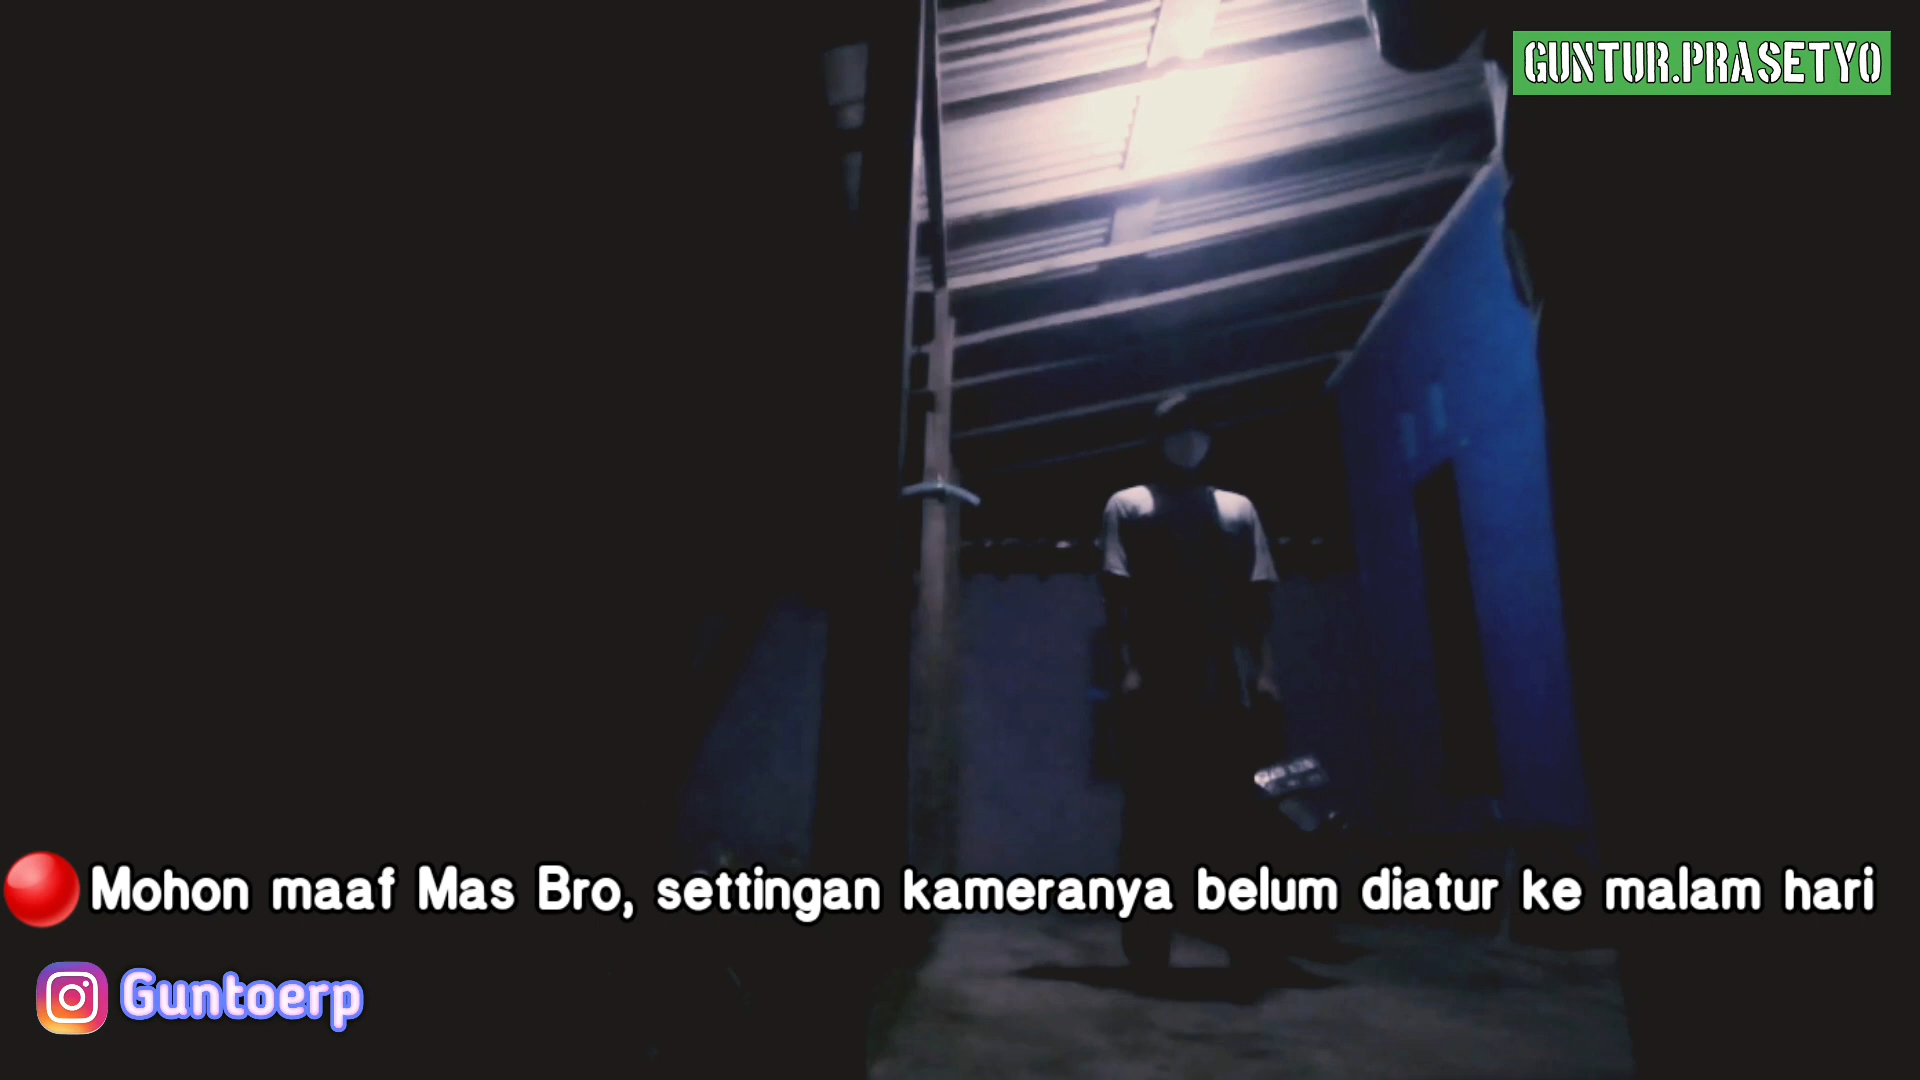 GUNTUR.PRASETYO
Mohon maaf Mas Bro, settingan kameranya belum diatur ke malam hari
Guntoerp